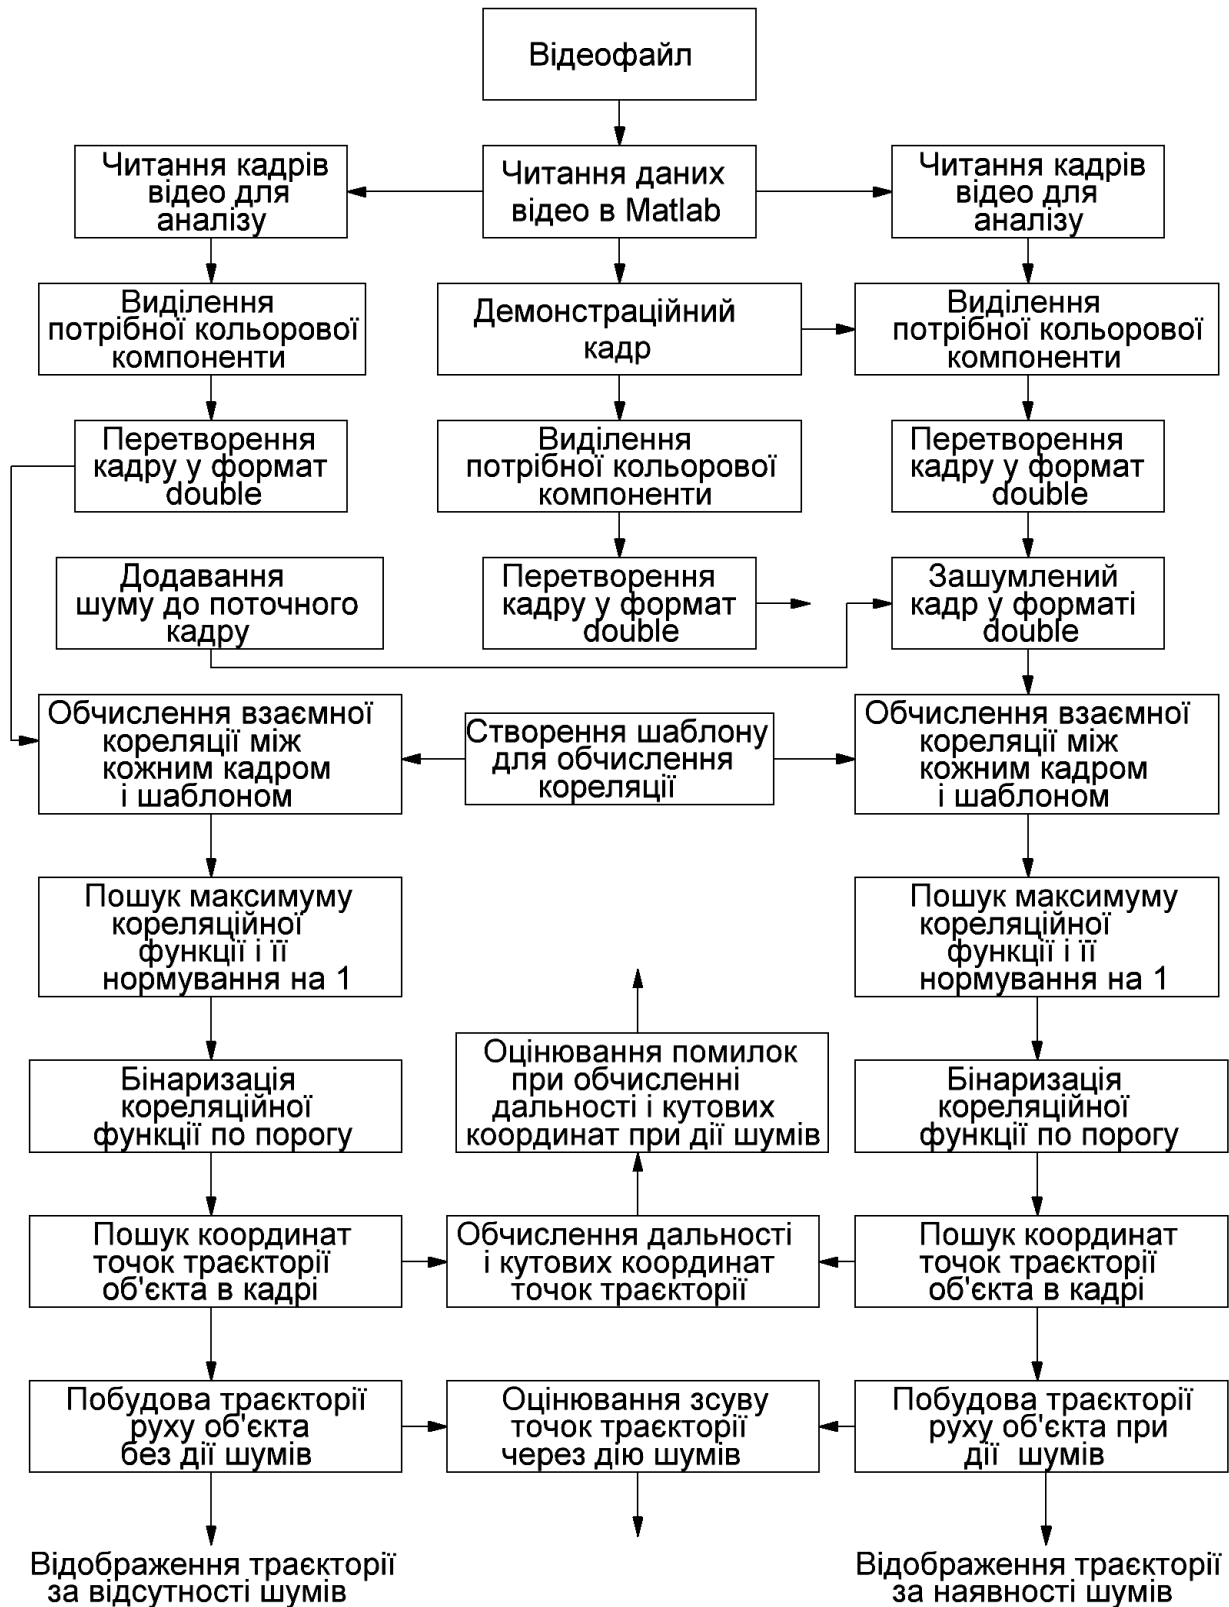 Відеофайл
Читання кадрів
відео для
аналізу
Читання даних
відео в Matlab
Читання кадрів
відео для
аналізу
Виділення
потрібної кольорової
компоненти
Демонстраційний
кадр
Виділення
потрібної кольорової
компоненти
Перетворення
кадру у формат
double
Виділення
потрібної кольорової
компоненти
Перетворення
кадру у формат
double
Додавання
шуму до поточного
кадру
Перетворення
кадру у формат
double
Зашумлений
кадр у форматі
double
Обчислення взаємної
кореляції між
кожним кадром
і шаблоном
Створення шаблону
для обчислення
кореляції
Обчислення взаємної
кореляції між
кожним кадром
і шаблоном
Пошук максимуму
кореляційної
функції і її
нормування на 1
Пошук максимуму
кореляційної
функції і її
нормування на 1
Оцінювання помилок
при обчисленні
дальності і кутових
координат при дії шумів
Бінаризація
кореляційної
функції по порогу
Бінаризація
кореляційної
функції по порогу
Пошук координат
точок траєкторії
об'єкта в кадрі
Обчислення дальності
і кутових координат
точок траєкторії
Пошук координат
точок траєкторії
об'єкта в кадрі
Побудова траєкторії
руху об'єкта
без дії шумів
Оцінювання зсуву
точок траєкторії
через дію шумів
Побудова траєкторії
руху об'єкта при
дії шумів
Відображення траєкторії
за відсутності шумів
Відображення траєкторії
за наявності шумів